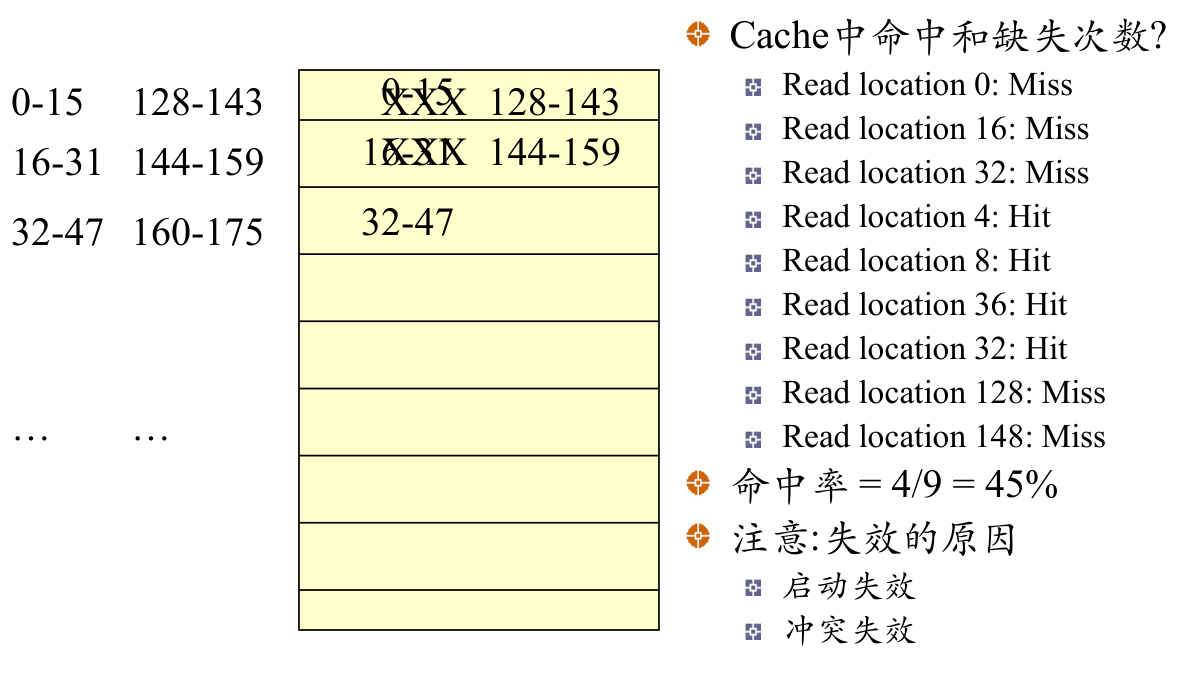 0-15 128-143
16-31 144-159
32-47 160-175
… …
0-15 XXX 128-143
16-31 XXX 144-159
32-47
Cache中命中和缺失次数?
Read location 0: Miss
Read location 16: Miss
Read location 32: Miss
Read location 4: Hit
Read location 8: Hit
Read location 36: Hit
Read location 32: Hit
Read location 128: Miss
Read location 148: Miss
命中率 = 4/9 = 45%
注意:失效的原因
启动失效
冲突失效